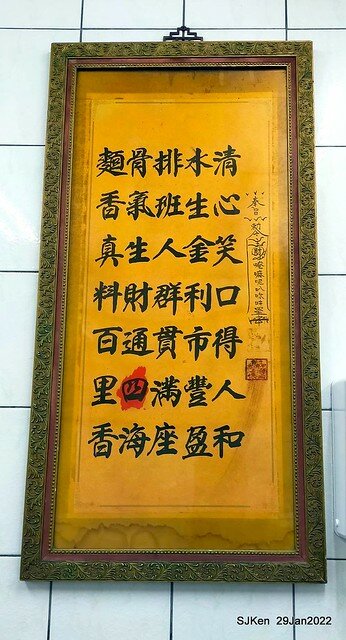 清心笑口得人和
水生金利市豐盈
排班人群貫滿座
骨氣生財通四海
麵香真料百里香
SJKen 29Jan2022